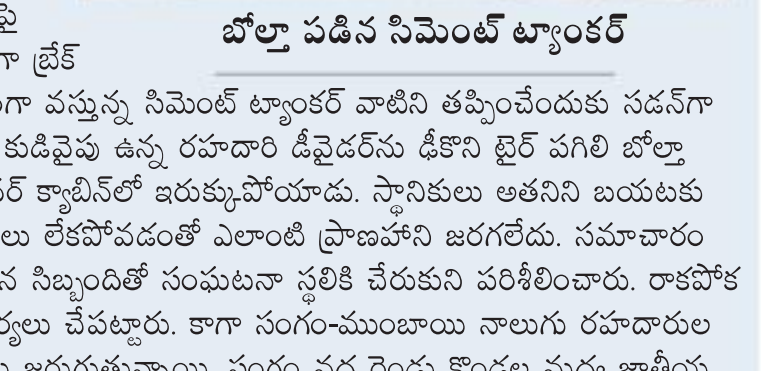 బోల్తా పడిన సిమెంట్ ట్యాంకర్
పై
గా బ్రేక్
గా వస్తున్న సిమెంట్ ట్యాంకర్ వాటిని తప్పించేందుకు సడన్‌గా
కుడివైపు ఉన్న రహదారి డీవైడర్‌ను ఢీకొని టైర్ పగిలి బోల్తా
ర్ క్యాబిన్‌లో ఇరుక్కుపోయాడు. స్థానికులు అతనిని బయటకు
లు లేకపోవడంతో ఎలాంటి ప్రాణహాని జరగలేదు. సమాచారం
న సిబ్బందితో సంఘటనా స్థలికి చేరుకుని పరిశీలించారు. రాకపోక
ర్యలు చేపట్టారు. కాగా సంగం-ముంబాయి నాలుగు రహదారుల